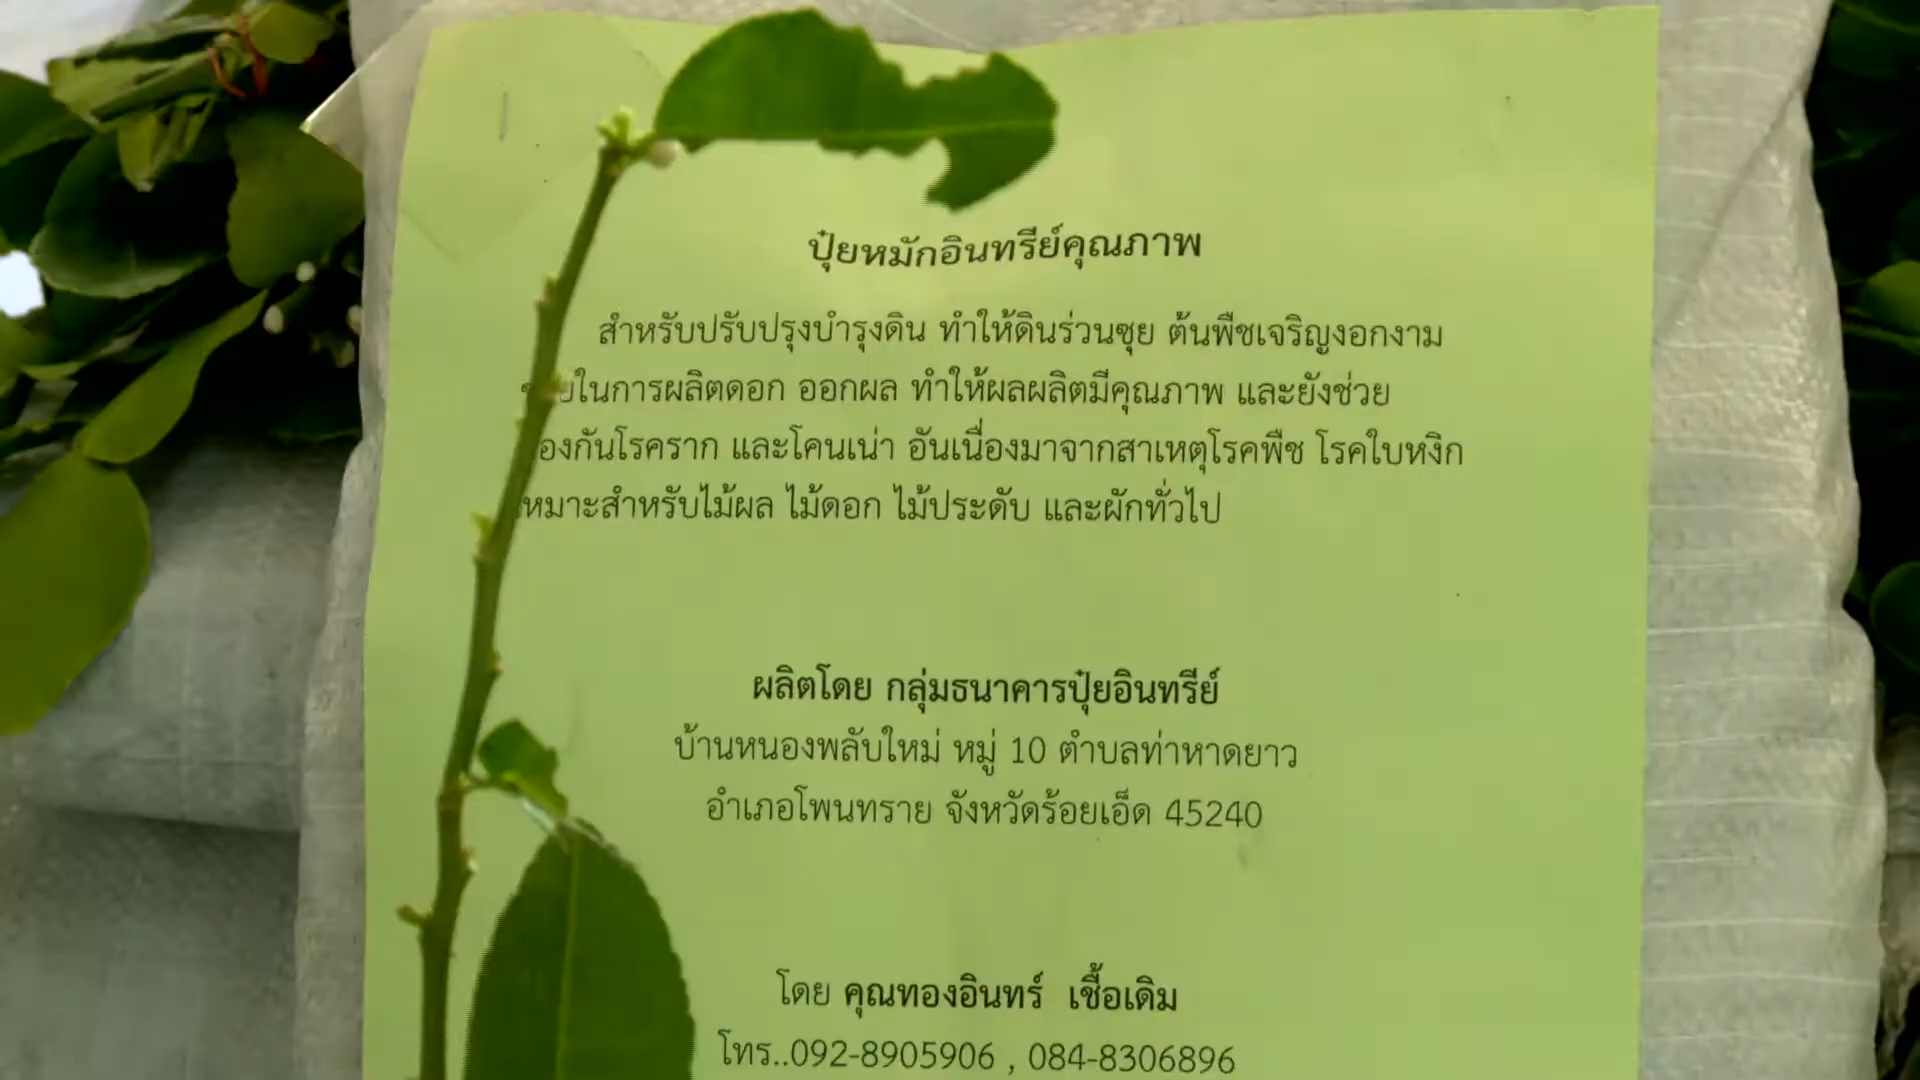 ปุ๋ยหมักอินทรีย์คุณภาพ
สำหรับปรับปรุงบำรุงดิน ทำให้ดินร่วนซุย ต้นพืชเจริญงอกงาม
ในการผลิตดอก ออกผล ทำให้ผลผลิตมีคุณภาพ และยังช่วย
องกันโรคราก และโคนเน่า อันเนื่องมาจากสาเหตุโรคพืช โรคใบหงิก
หมาะสำหรับไม้ผล ไม้ดอก ไม้ประดับ และผักทั่วไป
ผลิตโดย กลุ่มธนาคารปุ๋ยอินทรีย์
บ้านหนองพลับใหม่ หมู่ 10 ตำบลท่าหาดยาว
อำเภอโพนทราย จังหวัดร้อยเอ็ด 45240
โดย คุณทองอินทร์ เชื้อเดิม
โทร..092-8905906 , 084-8306896